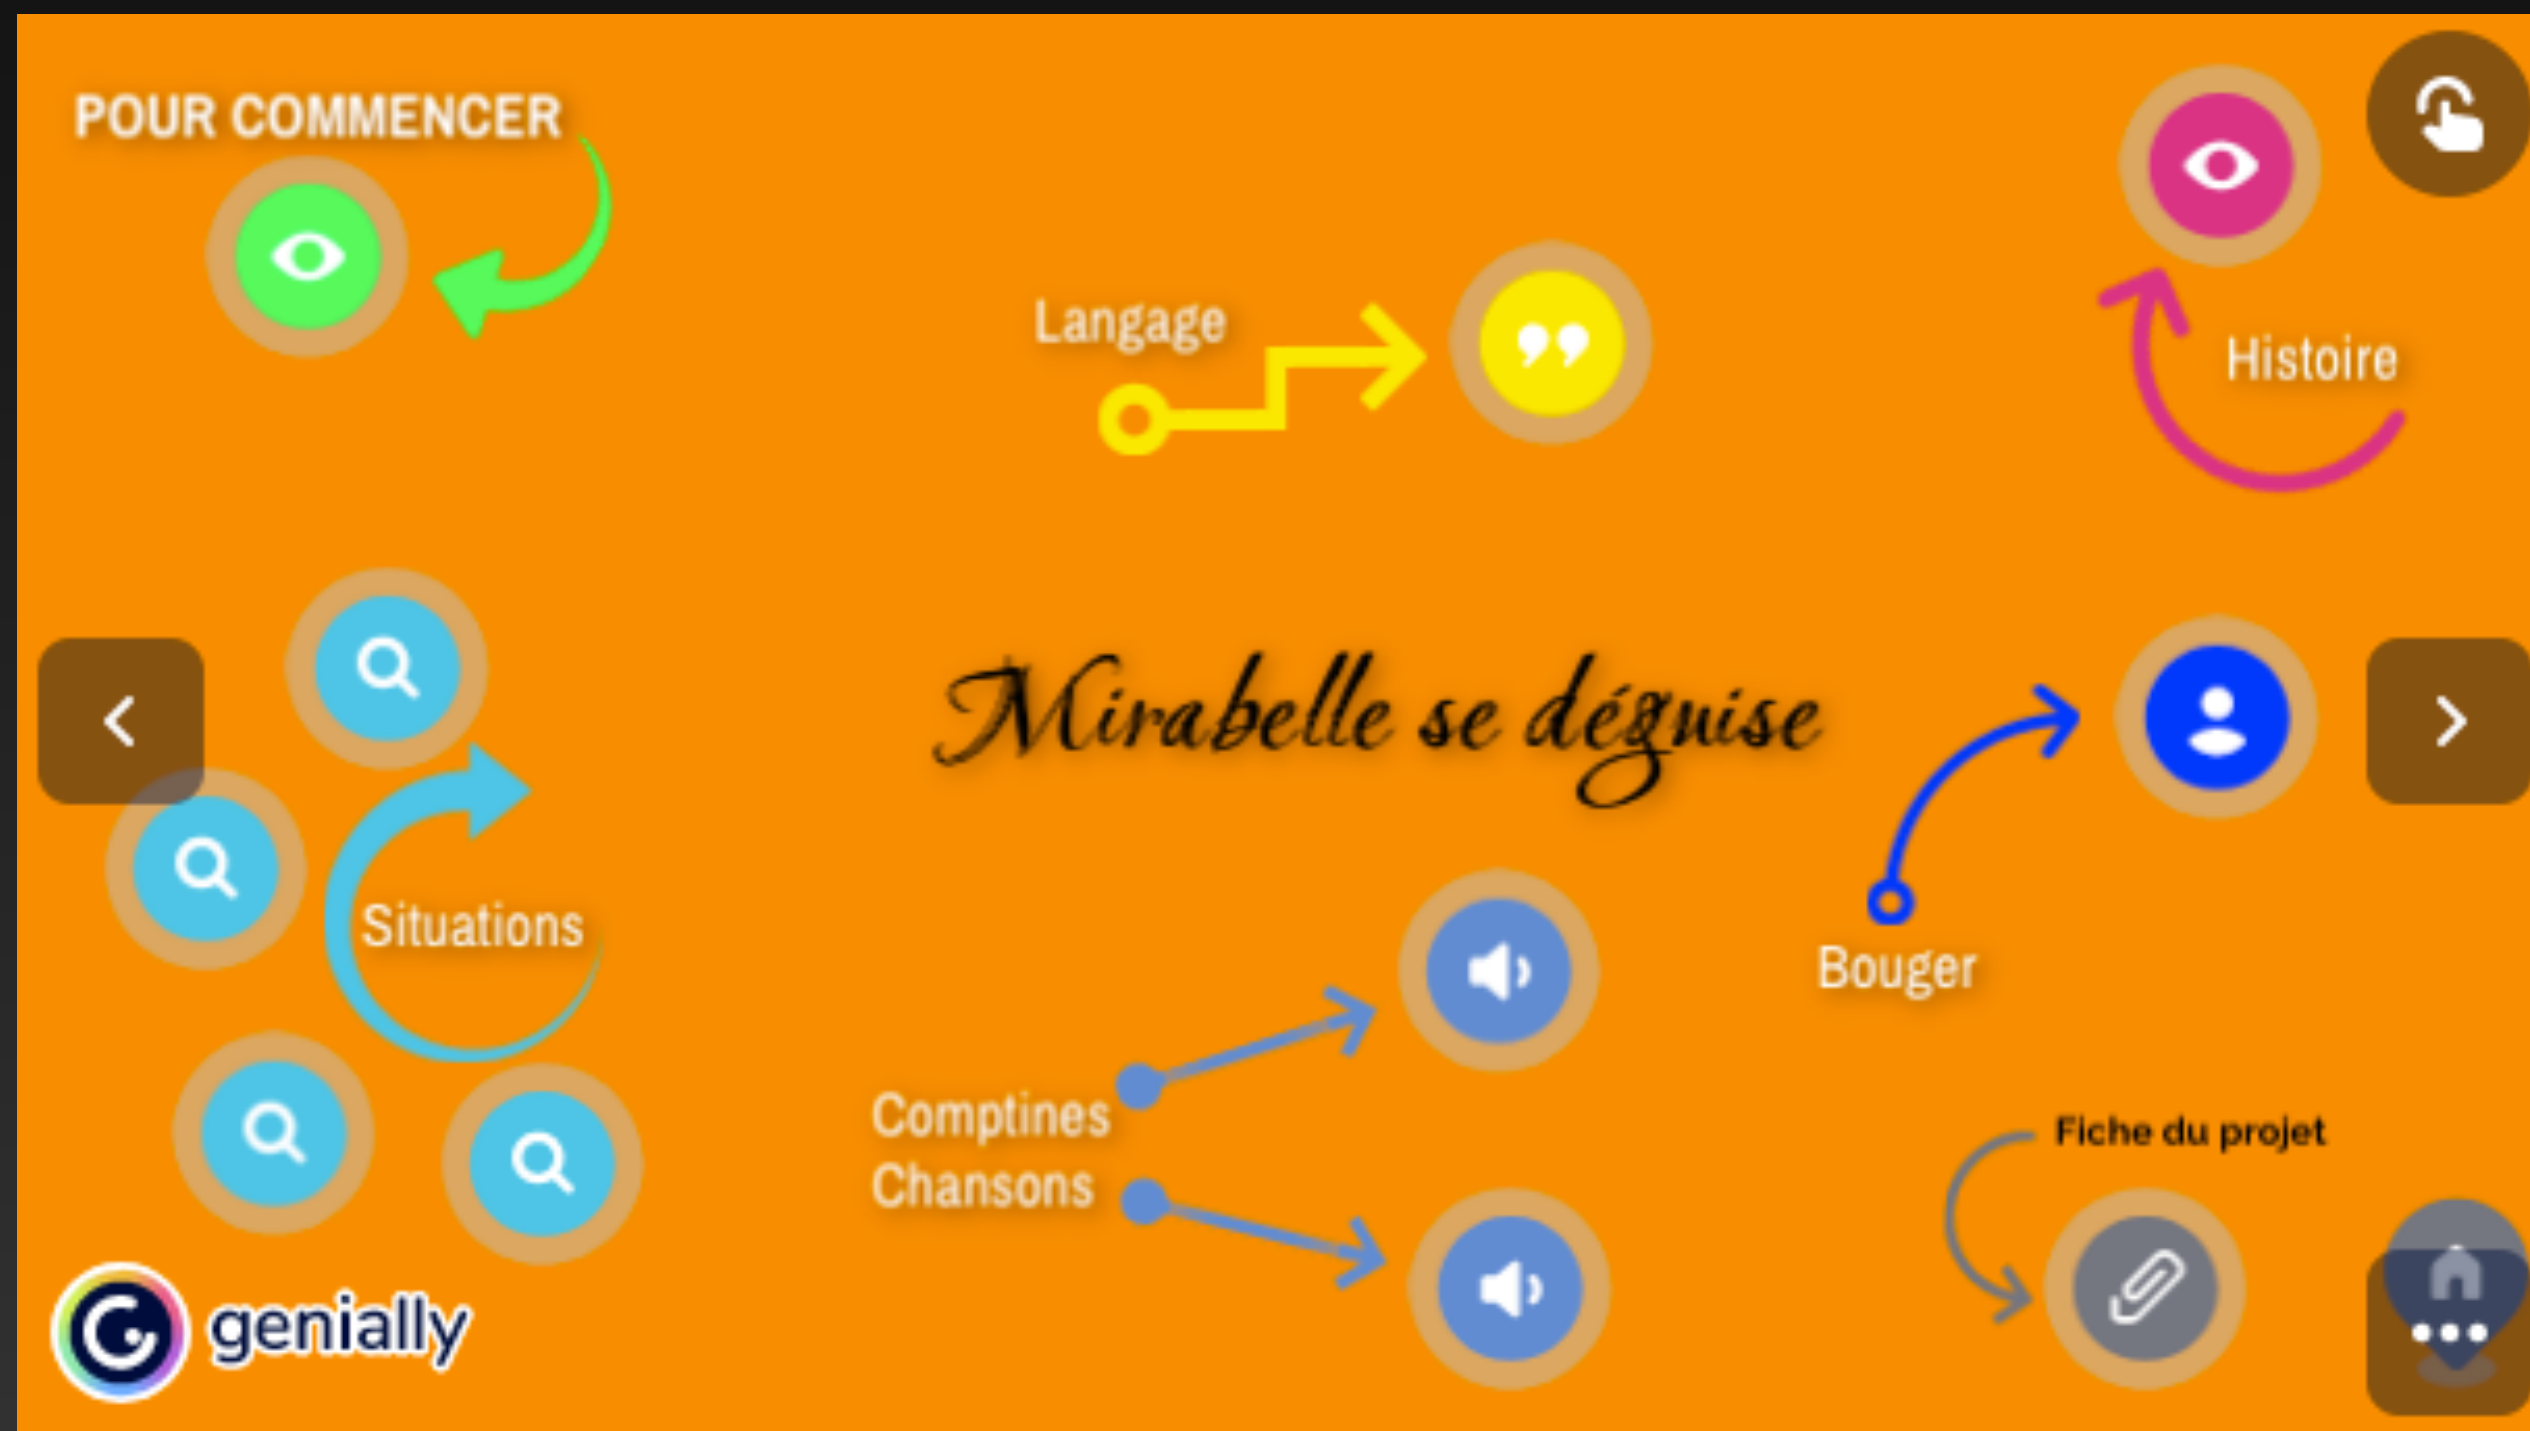 POUR COMMENCER
Langage
Histoire
Mirabelle se déguise
Situations
Bouger
Comptines
Chansons
Fiche du projet
genially